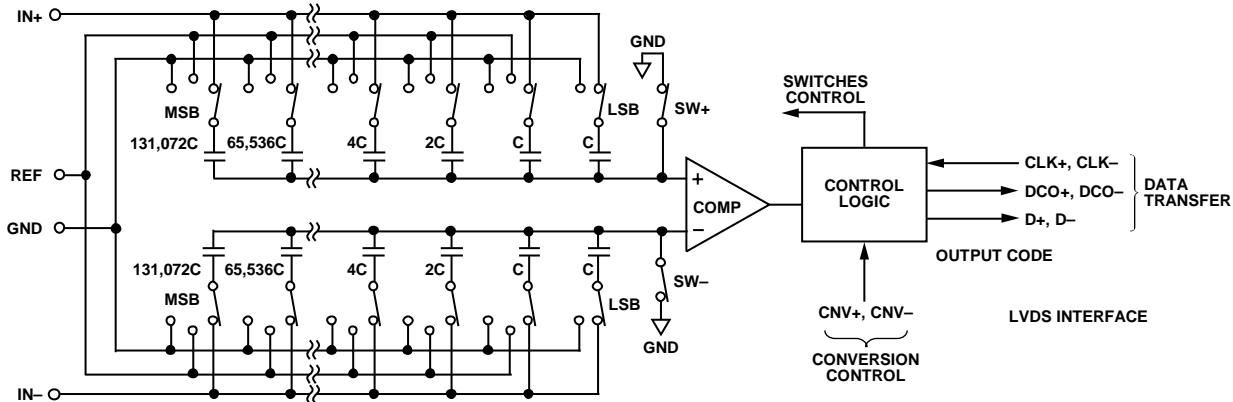 IN+
GND
SWITCHES
CONTROL
MSB
LSB
SW+
131,072C
65,536C
4C
2C
C
C
REF
GND
+
COMP
−
CONTROL
LOGIC
CLK+, CLK–
DCO+, DCO–
D+, D–
DATA
TRANSFER
OUTPUT CODE
131,072C
65,536C
4C
2C
C
C
MSB
LSB
SW–
GND
CNV+, CNV–
LVDS INTERFACE
CONVERSION
CONTROL
IN–